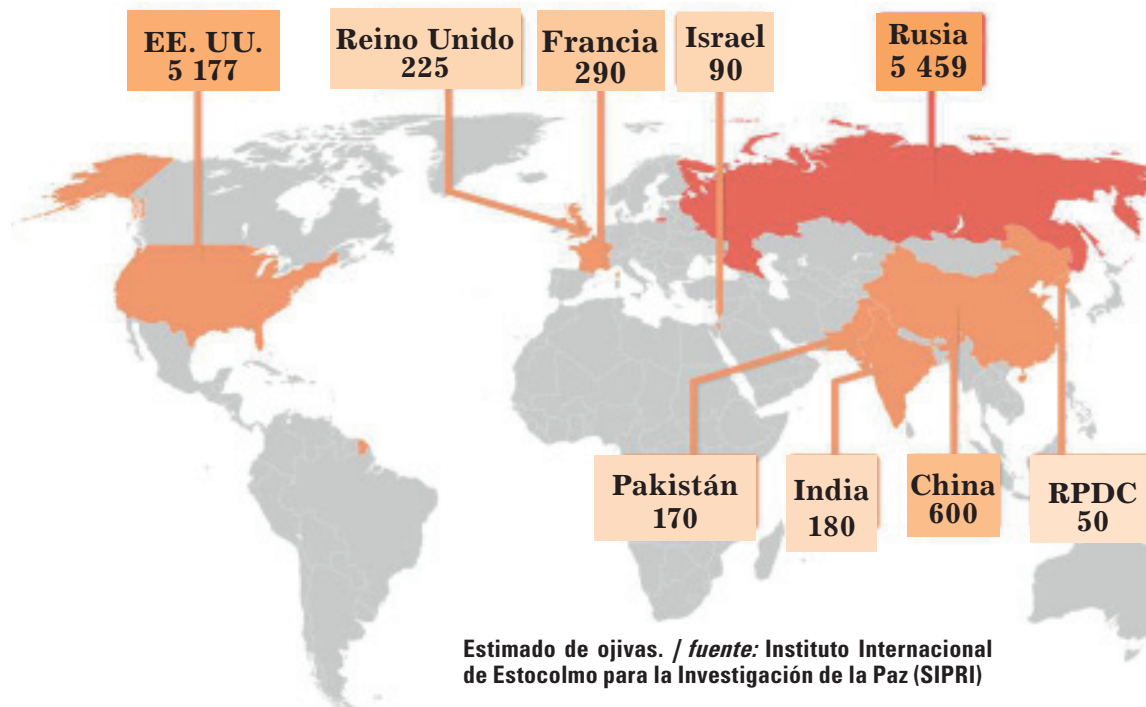 EE. UU.
5 177
Reino Unido
225
Francia
290
Israel
90
Rusia
5 459
Pakistán
170
India
180
China
600
RPDC
50
Estimado de ojivas. / fuente: Instituto Internacional
de Estocolmo para la Investigación de la Paz (SIPRI)